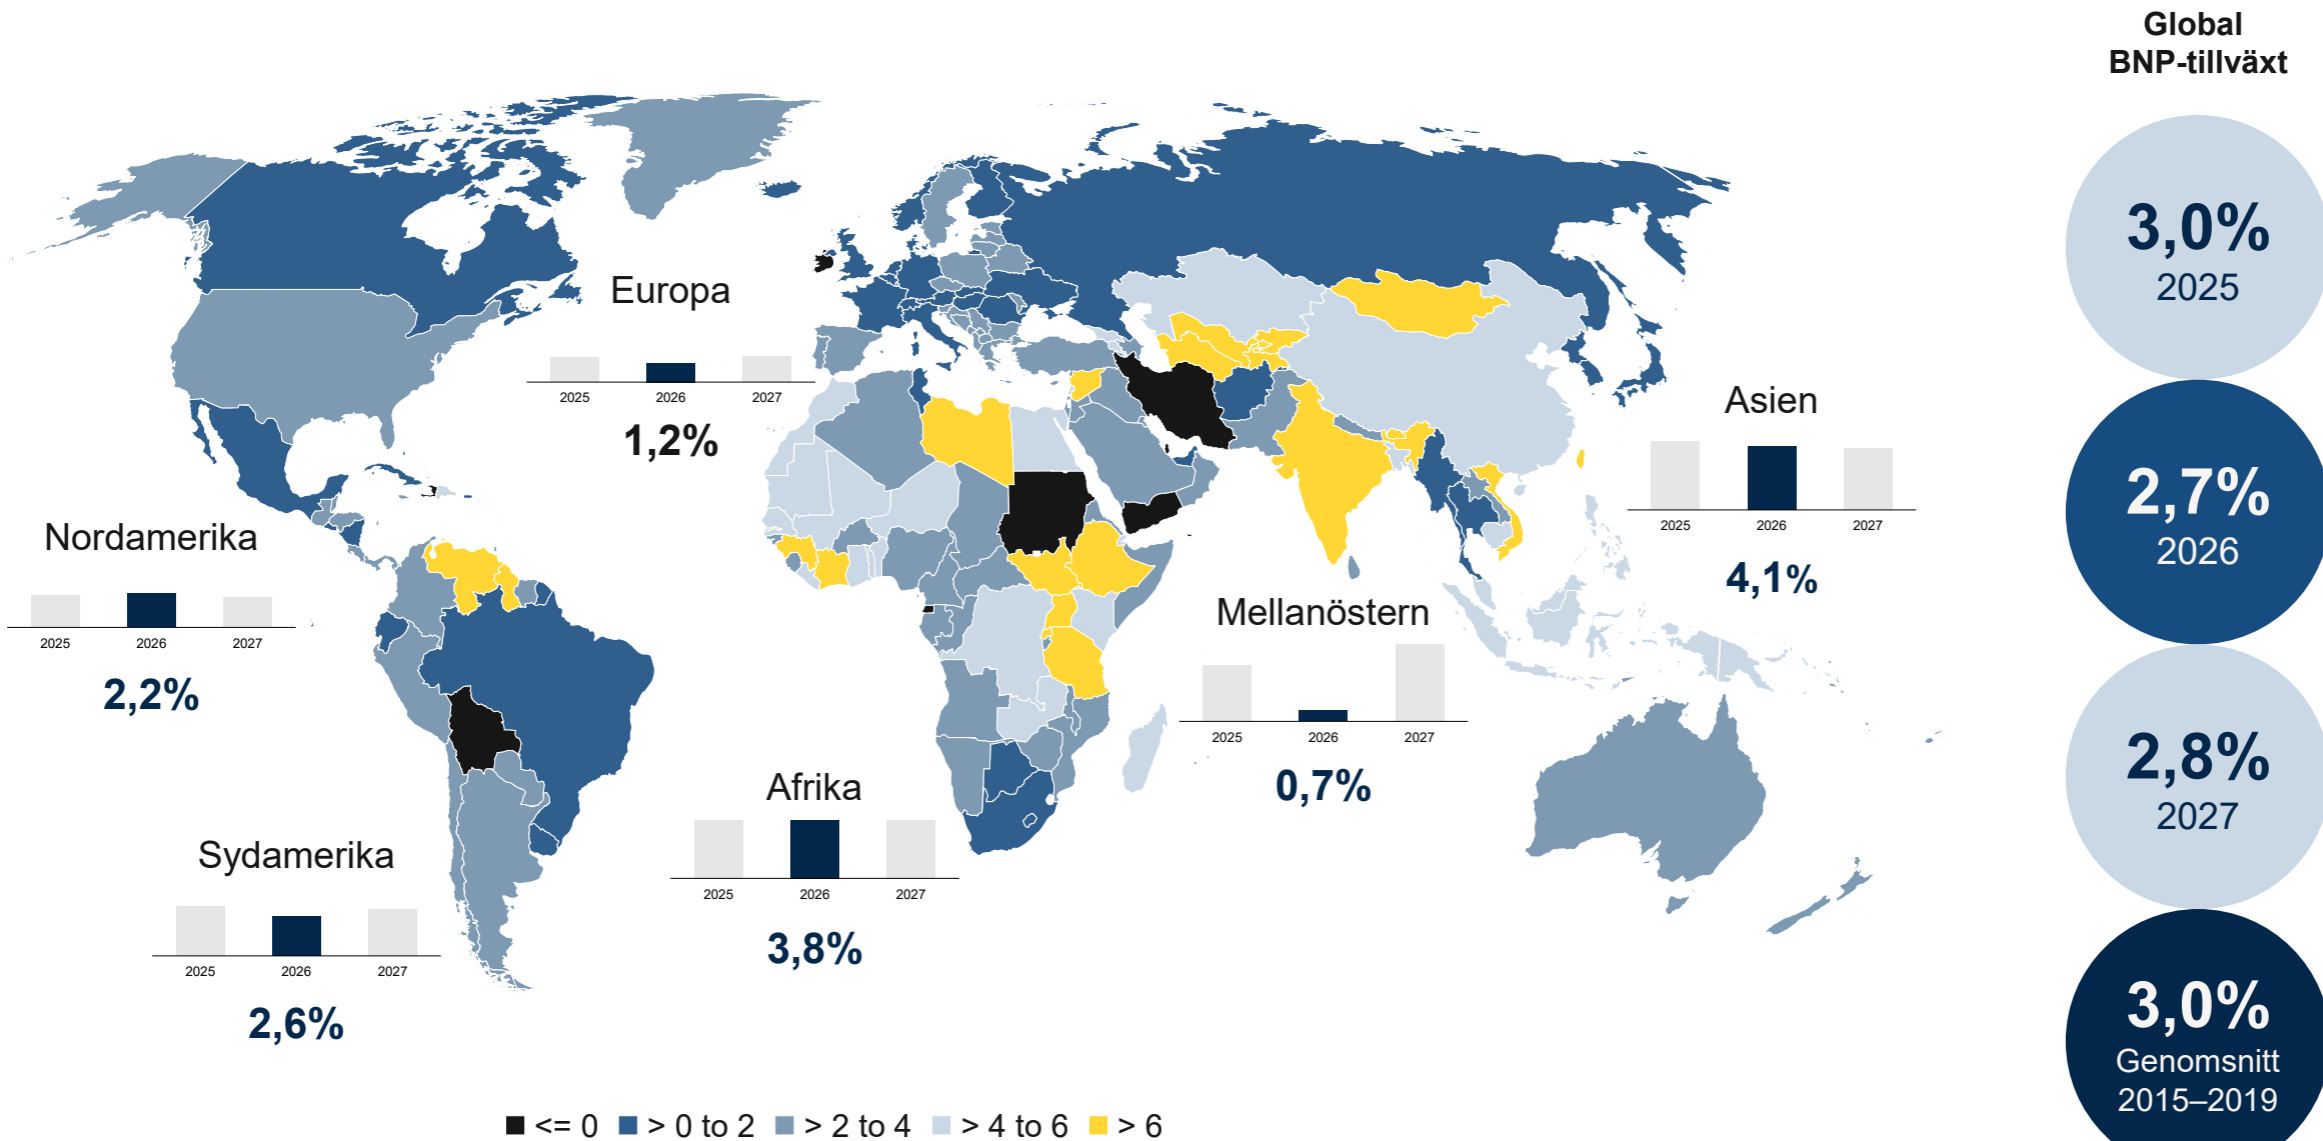 Global
BNP-tillväxt
3,0%
2025
2,7%
2026
2,8%
2027
3,0%
Genomsnitt
2015–2019
Europa
2025 2026 2027
1,2%
Asien
2025 2026 2027
4,1%
Nordamerika
2025 2026 2027
2,2%
Mellanöstern
2025 2026 2027
0,7%
Afrika
2025 2026 2027
3,8%
Sydamerika
2025 2026 2027
2,6%
<= 0 > 0 to 2 > 2 to 4 > 4 to 6 > 6